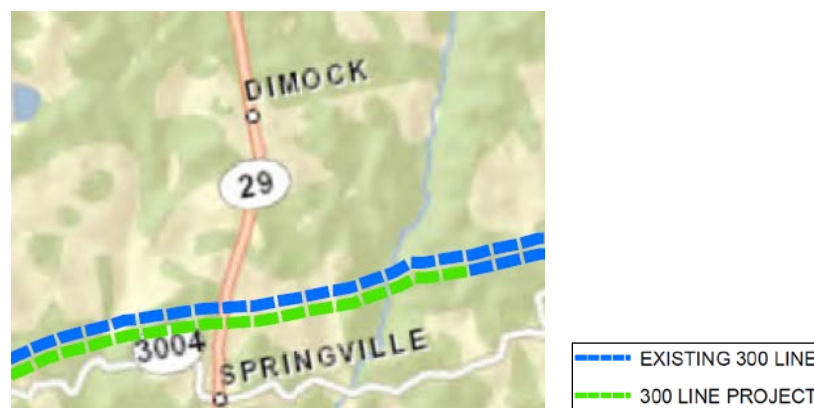 DIMOCK
29
3004
SPRINGVILLE
EXISTING 300 LINE
300 LINE PROJECT